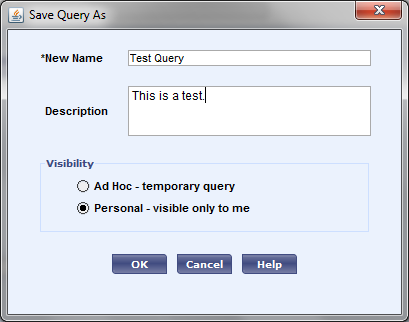 Save Query As
*New Name Test Query
Description This is a test.
Visibility
Ad Hoc - temporary query
Personal - visible only to me
OK Cancel Help